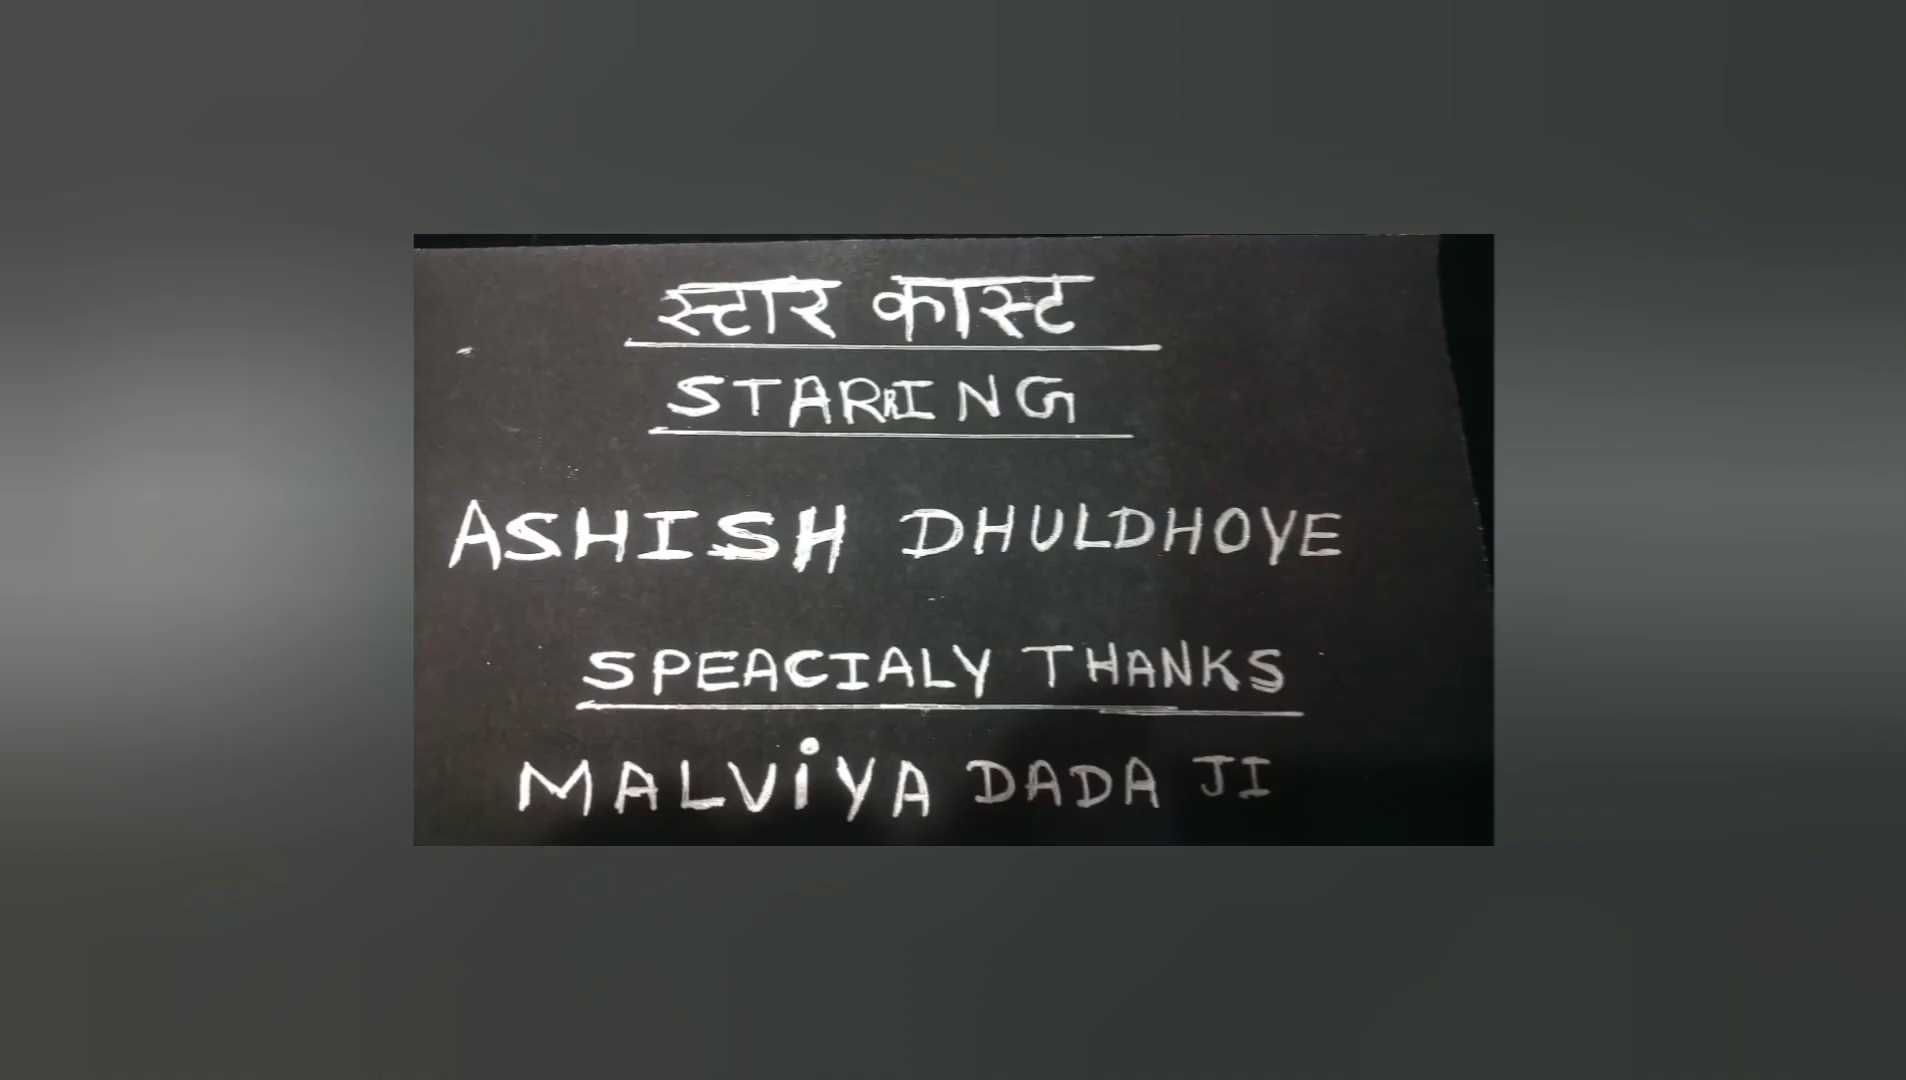 स्टार कास्ट
STARRING
ASHISH DHULDHOYE
SPEACIALY THANKS
MALViYA DADA JI